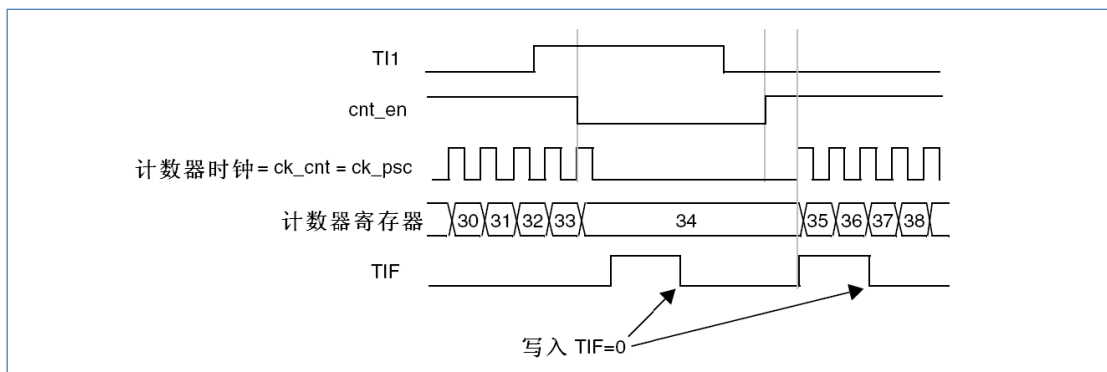 TI1
cnt_en
计数器时钟= ck_cnt = ck_psc
计数器寄存器 30 31 32 33 34 35 36 37 38
TIF
写入 TIF=0